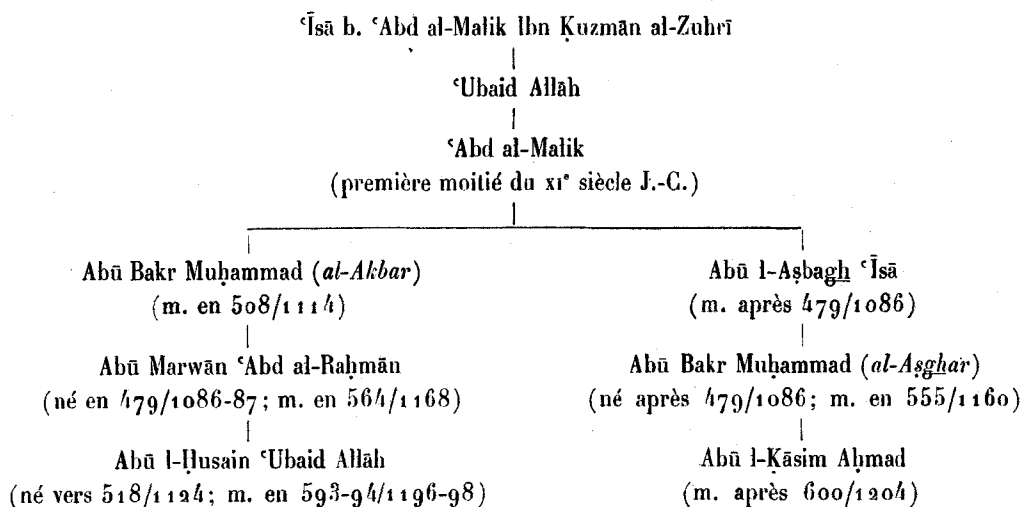 ʿĪsā b. ʿAbd al-Malik Ibn Ḳuzmān al-Zuhrī
ʿUbaid Allāh
ʿAbd al-Malik
(première moitié du XIᵉ siècle J.-C.)
Abū Bakr Muḥammad (al-Akbar)
(m. en 508/1114)
Abū Marwān ʿAbd al-Raḥmān
(né en 479/1086-87; m. en 564/1168)
Abū l-Ḥusain ʿUbaid Allāh
(né vers 518/1124; m. en 593-94/1196-98)
Abū l-Aṣbagh ʿĪsā
(m. après 479/1086)
Abū Bakr Muḥammad (al-Aṣghar)
(né après 479/1086; m. en 555/1160)
Abū l-Ḳāsim Aḥmad
(m. après 600/1204)